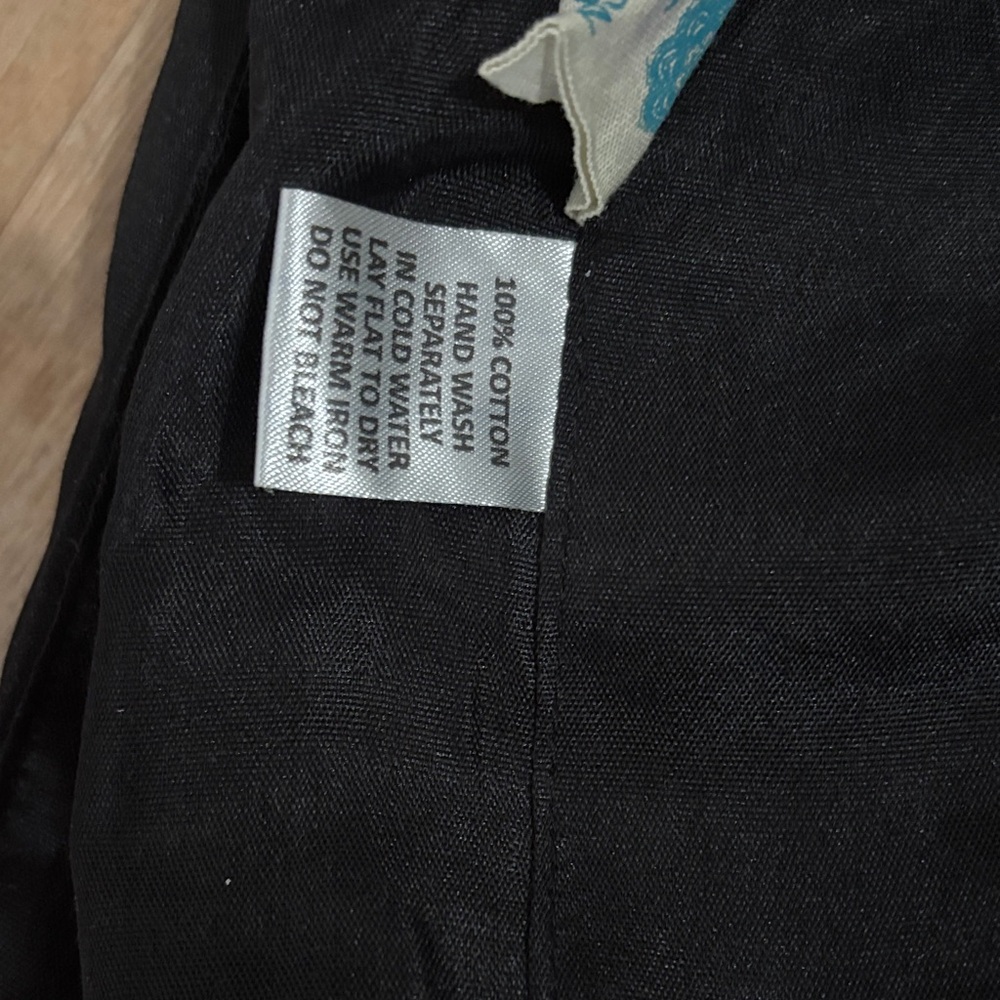 100% COTTON
HAND WASH
SEPARATELY
IN COLD WATER
LAY FLAT TO DRY
USE WARM IRON
DO NOT BLEACH